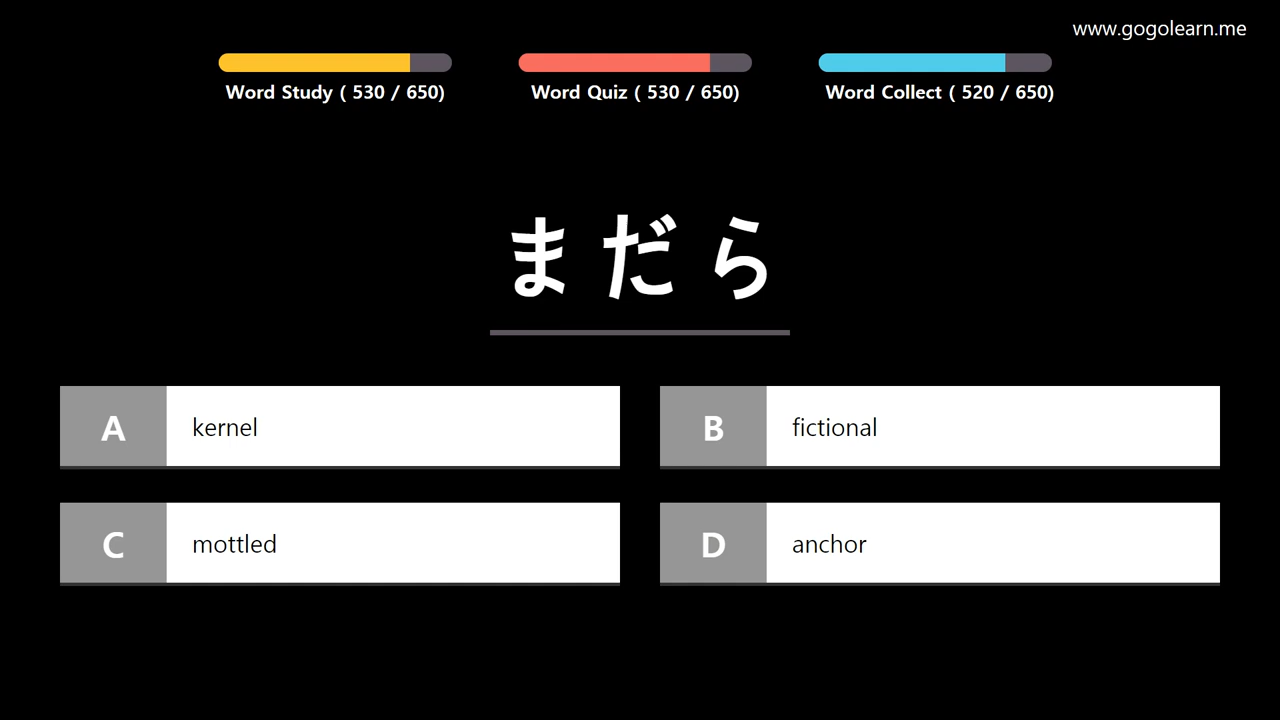 www.gogolearn.me
Word Study ( 530 / 650)
Word Quiz ( 530 / 650)
Word Collect ( 520 / 650)
まだら
A kernel
B fictional
C mottled
D anchor